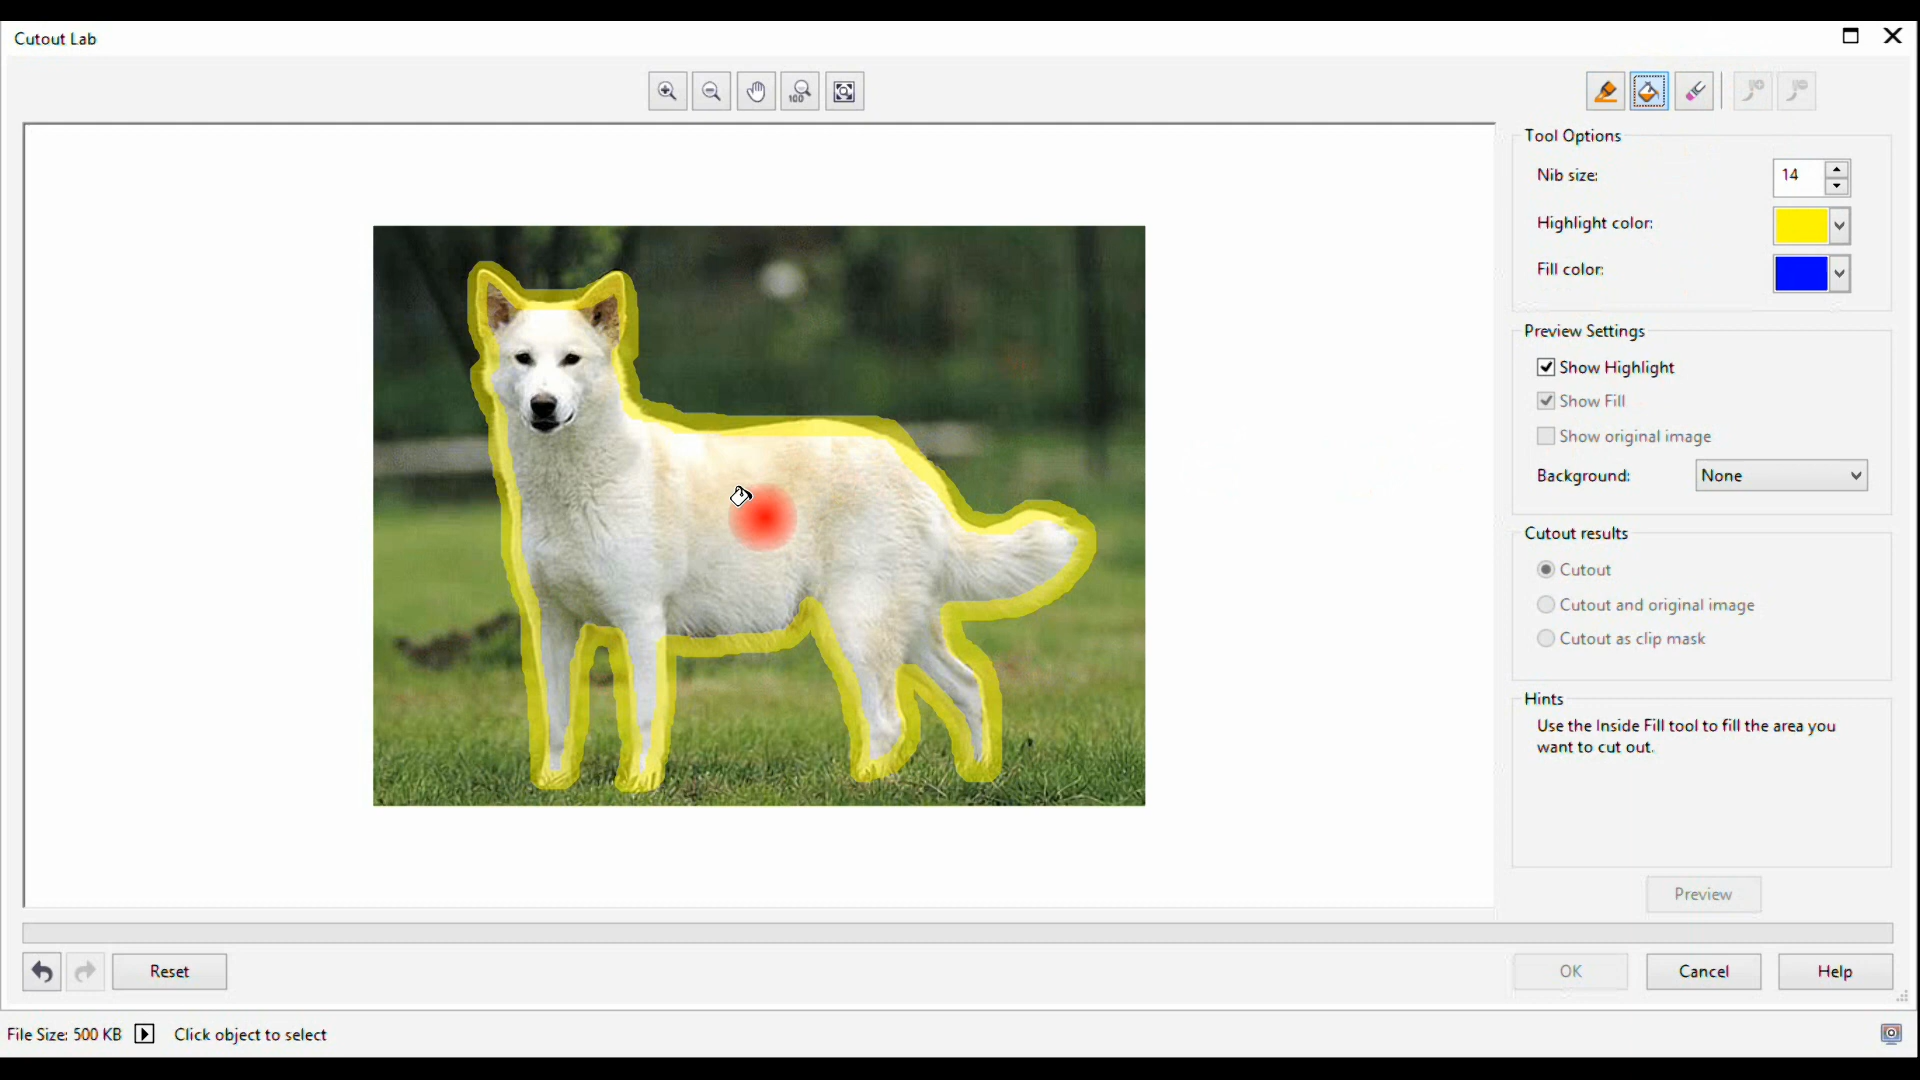 Cutout Lab
100
Tool Options
Nib size:
14
Highlight color:
Fill color:
Preview Settings
Show Highlight
Show Fill
Show original image
Background:
None
Cutout results
Cutout
Cutout and original image
Cutout as clip mask
Hints
Use the Inside Fill tool to fill the area you
want to cut out.
Preview
Reset
OK
Cancel
Help
File Size: 500 KB
Click object to select